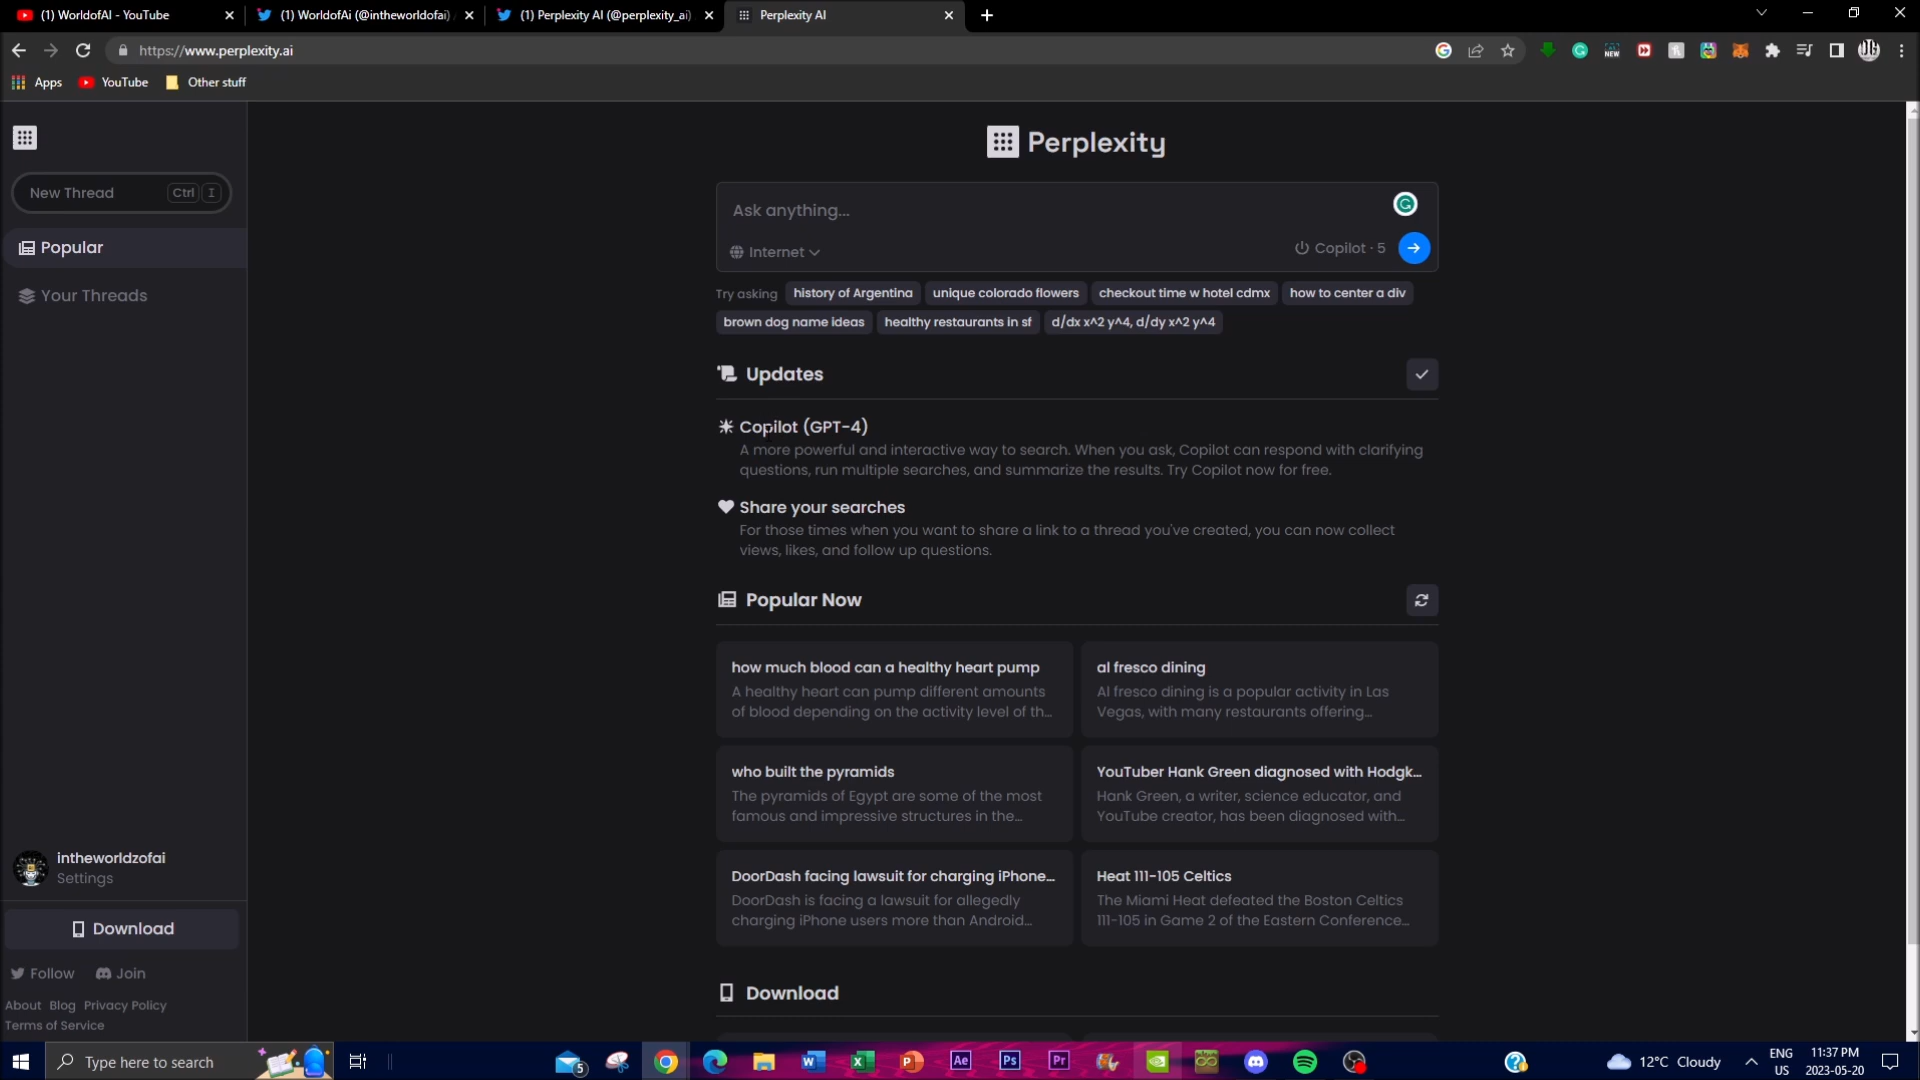 (1) WorldofAI - YouTube
(1) WorldofAi (@intheworldofai)
(1) Perplexity AI (@perplexity_ai)
Perplexity AI
https://www.perplexity.ai
NEW
Apps
YouTube
Other stuff
Perplexity
New Thread
Ctrl
I
Popular
Your Threads
Ask anything...
Internet
Copilot · 5
Try asking
history of Argentina
unique colorado flowers
checkout time w hotel cdmx
how to center a div
brown dog name ideas
healthy restaurants in sf
d/dx x^2 y^4, d/dy x^2 y^4
Updates
Copilot (GPT-4)
A more powerful and interactive way to search. When you ask, Copilot can respond with clarifying
questions, run multiple searches, and summarize the results. Try Copilot now for free.
Share your searches
For those times when you want to share a link to a thread you've created, you can now collect
views, likes, and follow up questions.
Popular Now
how much blood can a healthy heart pump
A healthy heart can pump different amounts
of blood depending on the activity level of th...
al fresco dining
Al fresco dining is a popular activity in Las
Vegas, with many restaurants offering...
who built the pyramids
The pyramids of Egypt are some of the most
famous and impressive structures in the...
YouTuber Hank Green diagnosed with Hodgk...
Hank Green, a writer, science educator, and
YouTube creator, has been diagnosed with...
DoorDash facing lawsuit for charging iPhone...
DoorDash is facing a lawsuit for allegedly
charging iPhone users more than Android...
Heat 111-105 Celtics
The Miami Heat defeated the Boston Celtics
111-105 in Game 2 of the Eastern Conference...
Download
intheworldzofai
Settings
Download
Follow
Join
About Blog Privacy Policy
Terms of Service
Type here to search
5
Ae
Ps
Pr
12°C Cloudy
ENG
US
11:37 PM
2023-05-20